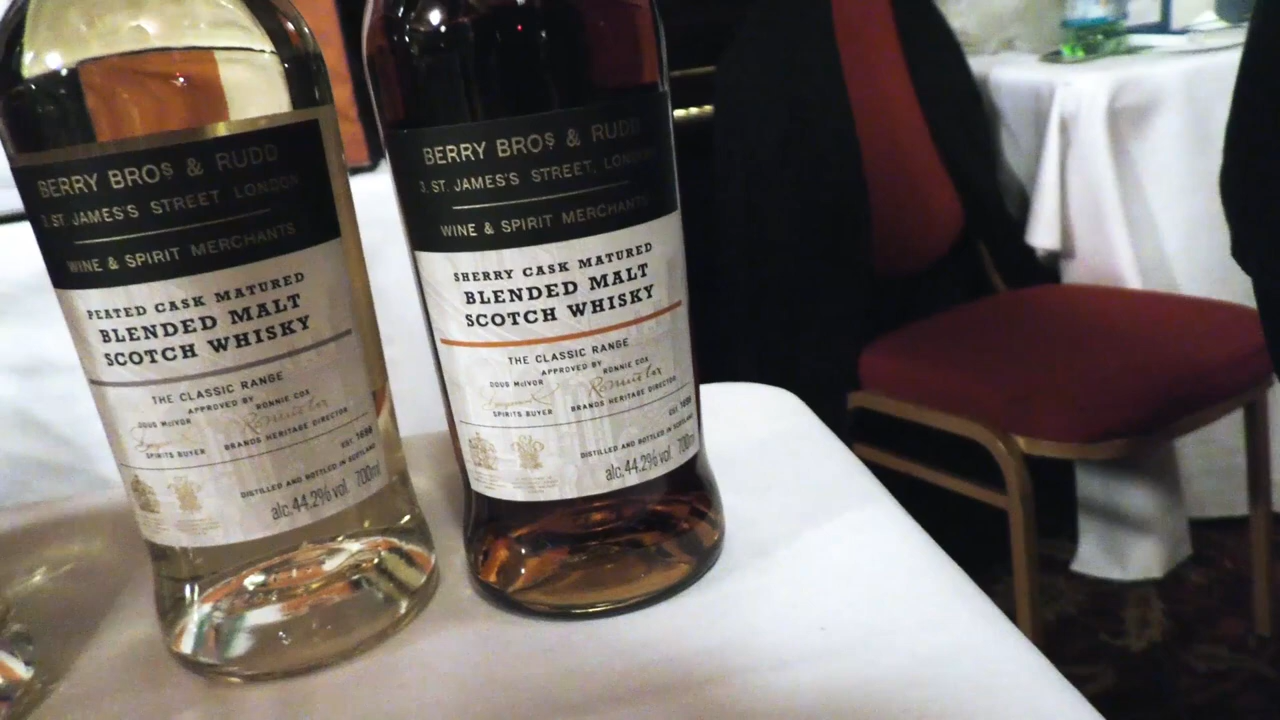 BERRY BROS & RUDD
3, ST. JAMES'S STREET LONDON
WINE & SPIRIT MERCHANTS
PEATED CASK MATURED
BLENDED MALT
SCOTCH WHISKY
THE CLASSIC RANGE
APPROVED BY
DOUG McIVOR
RONNIE COX
SPIRITS BUYER
BRANDS HERITAGE DIRECTOR
EST. 1698
DISTILLED AND BOTTLED IN SCOTLAND
alc. 44.2% vol 700ml
BERRY BROS & RUDD
3, ST. JAMES'S STREET, LONDON
WINE & SPIRIT MERCHANTS
SHERRY CASK MATURED
BLENDED MALT
SCOTCH WHISKY
THE CLASSIC RANGE
APPROVED BY
DOUG McIVOR
RONNIE COX
Ronnie Cox
SPIRITS BUYER
BRANDS HERITAGE DIRECTOR
EST. 1698
DISTILLED AND BOTTLED IN SCOTLAND
alc. 44.2% vol 700ml